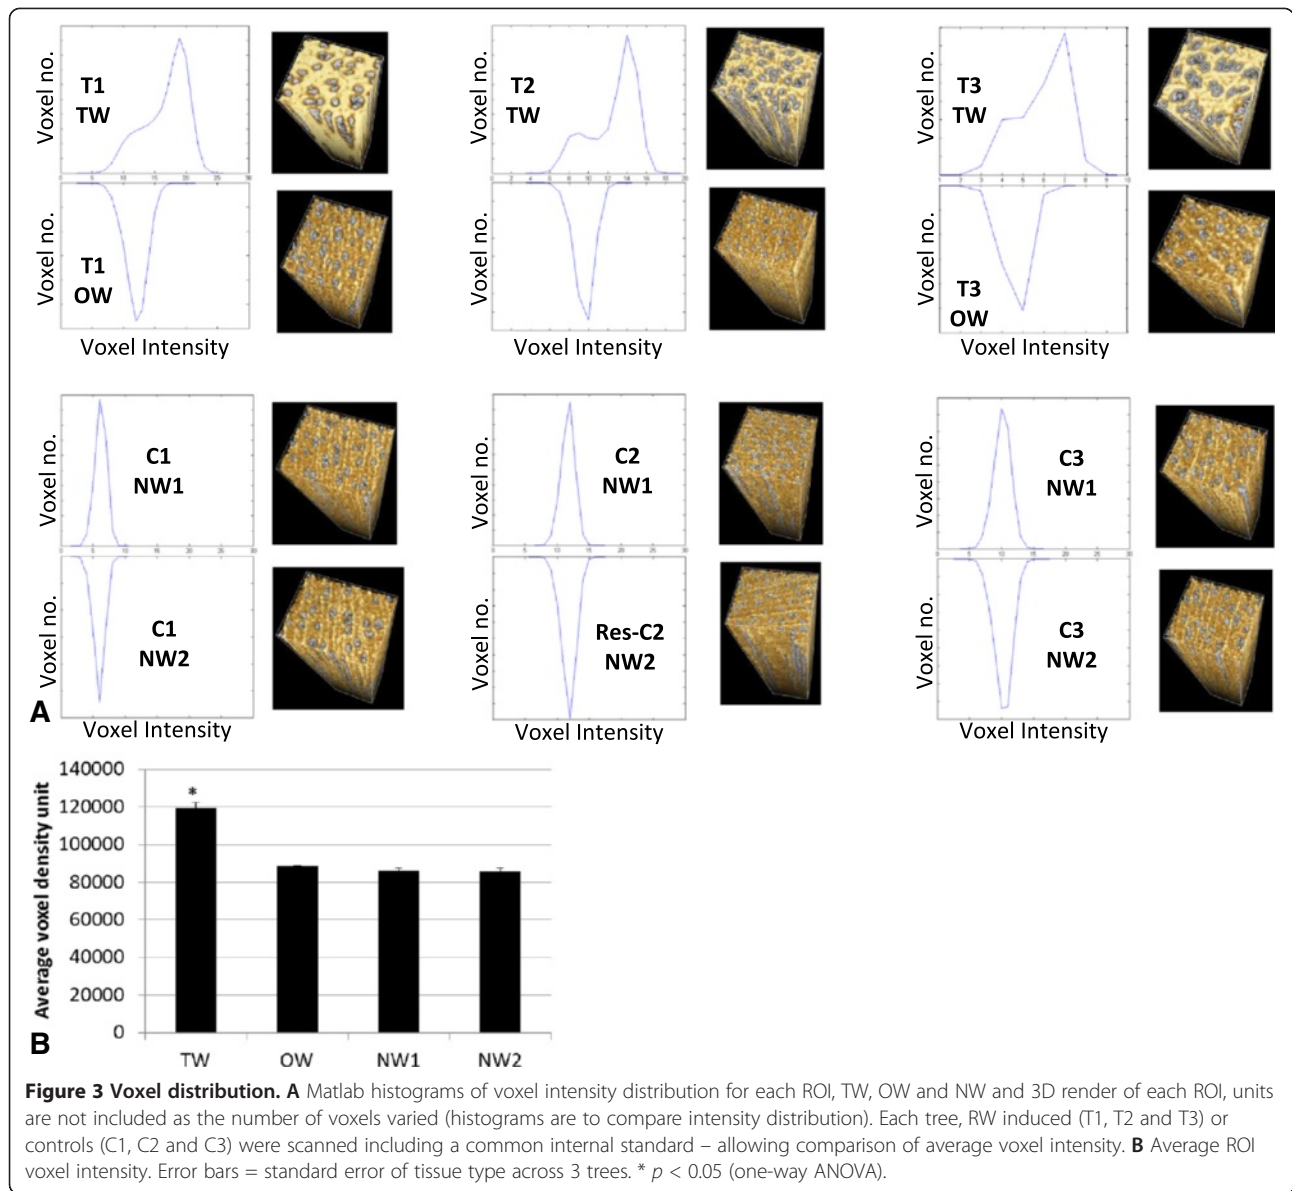 Voxel no.
T1
TW
Voxel no.
T2
TW
Voxel no.
T3
TW
Voxel no.
T1
OW
Voxel no.
Voxel no.
T3
OW
Voxel Intensity
Voxel Intensity
Voxel Intensity
Voxel no.
C1
NW1
Voxel no.
C2
NW1
Voxel no.
C3
NW1
Voxel no.
C1
NW2
Voxel no.
Res-C2
NW2
Voxel no.
C3
NW2
A
Voxel Intensity
Voxel Intensity
Voxel Intensity
Average voxel density unit
140000
120000
100000
80000
60000
40000
20000
0
*
TW OW NW1 NW2
B
Figure 3 Voxel distribution. A Matlab histograms of voxel intensity distribution for each ROI, TW, OW and NW and 3D render of each ROI, units
are not included as the number of voxels varied (histograms are to compare intensity distribution). Each tree, RW induced (T1, T2 and T3) or
controls (C1, C2 and C3) were scanned including a common internal standard – allowing comparison of average voxel intensity. B Average ROI
voxel intensity. Error bars = standard error of tissue type across 3 trees. * p < 0.05 (one-way ANOVA).